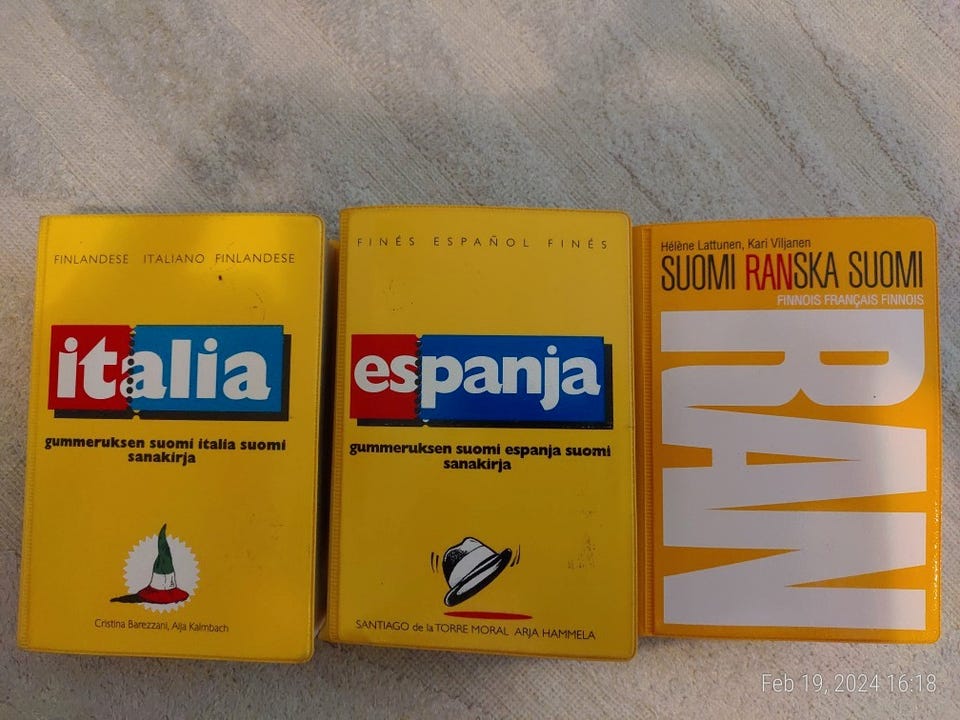 FINLANDESE ITALIANO FINLANDESE
italia
gummeruksen suomi italia suomi
sanakirja
Cristina Barezzani, Aija Kalmbach
FINÉS ESPAÑOL FINÉS
espanja
gummeruksen suomi espanja suomi
sanakirja
SANTIAGO de la TORRE MORAL ARJA HAMMELA
Hélène Lattunen, Kari Viljanen
SUOMI RANSKA SUOMI
FINNOIS FRANÇAIS FINNOIS
RAN
Feb 19, 2024 16:18